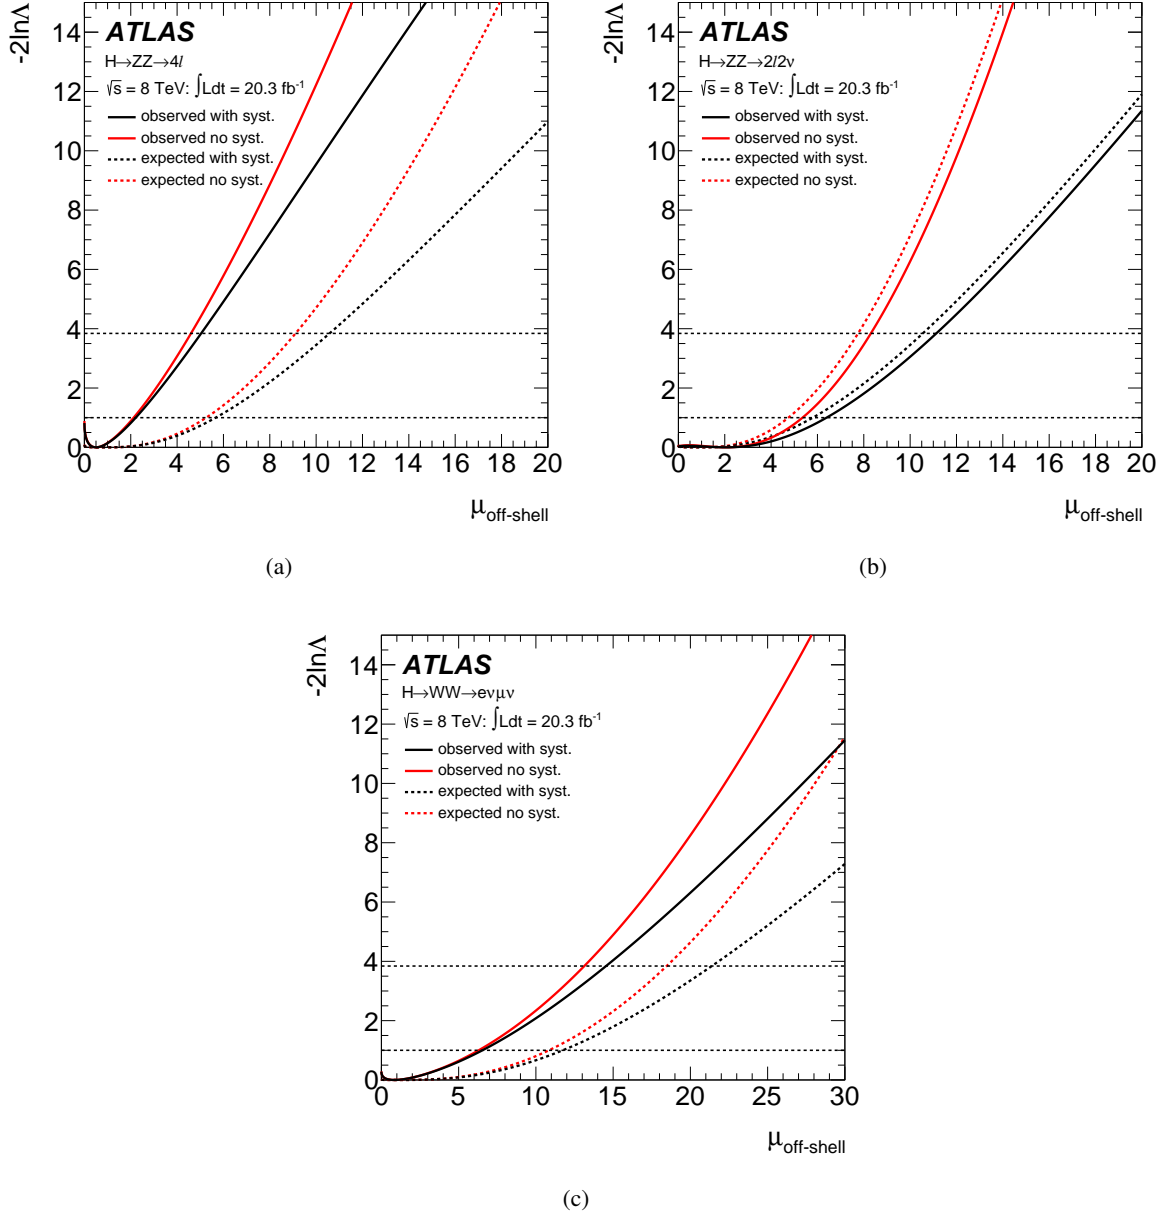 -2lnΛ
14
12
10
8
6
4
2
0
ATLAS
H→ZZ→4l
√s = 8 TeV: ∫Ldt = 20.3 fb⁻¹
observed with syst.
observed no syst.
expected with syst.
expected no syst.
0 2 4 6 8 10 12 14 16 18 20
μoff-shell
(a)
-2lnΛ
14
12
10
8
6
4
2
0
ATLAS
H→ZZ→2l2ν
√s = 8 TeV: ∫Ldt = 20.3 fb⁻¹
observed with syst.
observed no syst.
expected with syst.
expected no syst.
0 2 4 6 8 10 12 14 16 18 20
μoff-shell
(b)
-2lnΛ
14
12
10
8
6
4
2
0
ATLAS
H→WW→eνμν
√s = 8 TeV: ∫Ldt = 20.3 fb⁻¹
observed with syst.
observed no syst.
expected with syst.
expected no syst.
0 5 10 15 20 25 30
μoff-shell
(c)